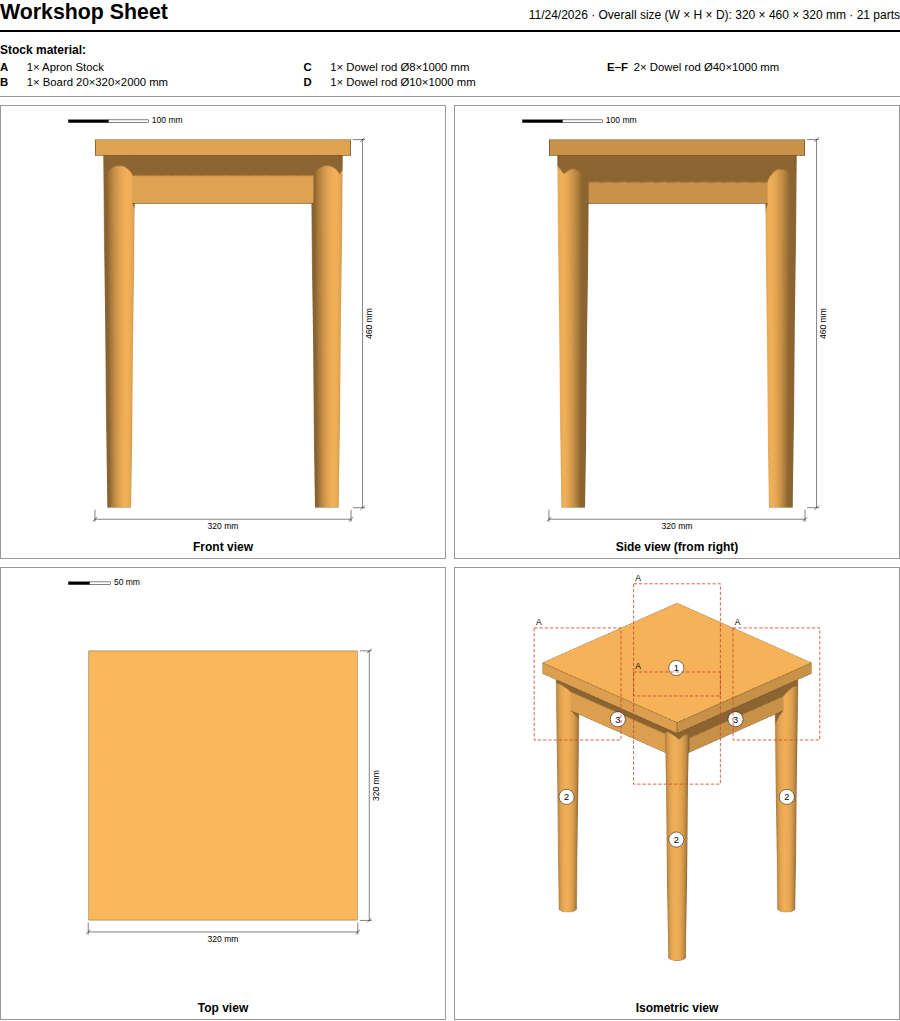 Workshop Sheet
11/24/2026 · Overall size (W × H × D): 320 × 460 × 320 mm · 21 parts
Stock material:
A 1× Apron Stock
B 1× Board 20×320×2000 mm
C 1× Dowel rod Ø8×1000 mm
D 1× Dowel rod Ø10×1000 mm
E–F 2× Dowel rod Ø40×1000 mm
100 mm
460 mm
320 mm
Front view
100 mm
460 mm
320 mm
Side view (from right)
50 mm
320 mm
320 mm
Top view
A
A
A
A
1
3
3
2
2
2
Isometric view